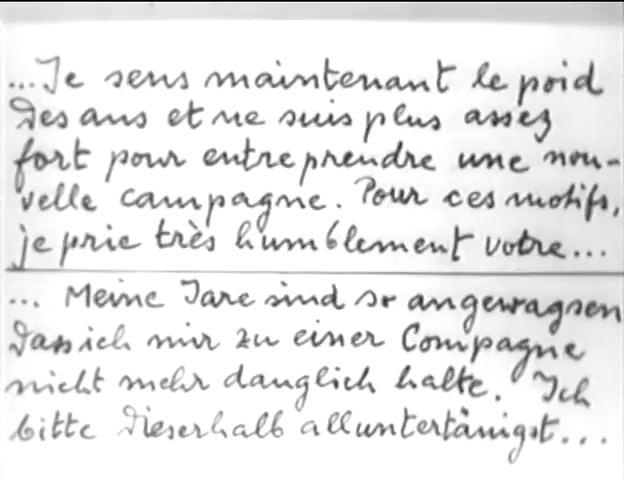 ...Je sens maintenant le poid
des ans et ne suis plus assez
fort pour entreprendre une nou-
velle campagne. Pour ces motifs,
je prie très humblement votre...
... Meine Jare sind so angewagsen
dass ich mir zu einer Compagne
nicht mehr dauglich halte. Ich
bitte dieserhalb alluntertänigst...